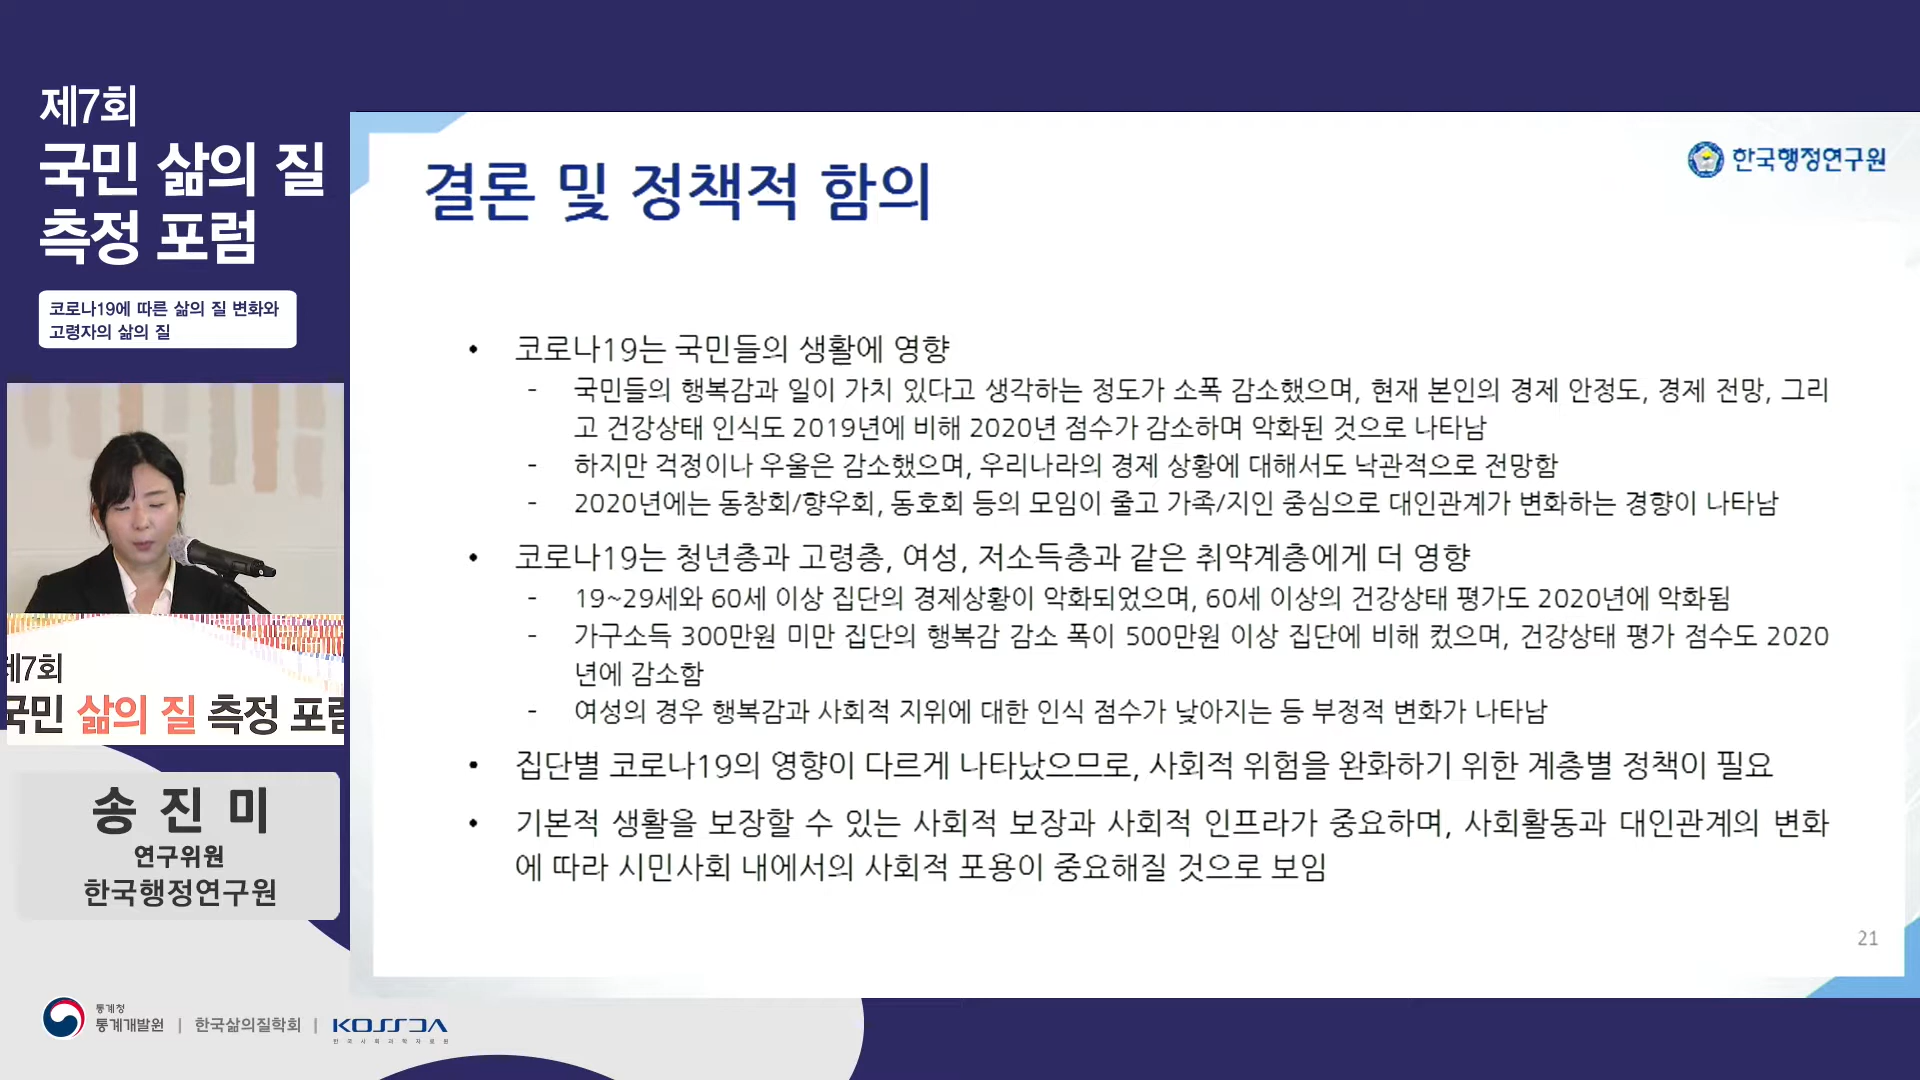 제7회
국민 삶의 질
측정 포럼
코로나19에 따른 삶의 질 변화와
고령자의 삶의 질
제7회
국민 삶의 질 측정 포럼
송 진 미
연구위원
한국행정연구원
통계청
통계개발원 | 한국삶의질학회 | KOSSDA
한국사회과학자료원
한국행정연구원
결론 및 정책적 함의
• 코로나19는 국민들의 생활에 영향
- 국민들의 행복감과 일이 가치 있다고 생각하는 정도가 소폭 감소했으며, 현재 본인의 경제 안정도, 경제 전망, 그리
고 건강상태 인식도 2019년에 비해 2020년 점수가 감소하며 악화된 것으로 나타남
- 하지만 걱정이나 우울은 감소했으며, 우리나라의 경제 상황에 대해서도 낙관적으로 전망함
- 2020년에는 동창회/향우회, 동호회 등의 모임이 줄고 가족/지인 중심으로 대인관계가 변화하는 경향이 나타남
• 코로나19는 청년층과 고령층, 여성, 저소득층과 같은 취약계층에게 더 영향
- 19~29세와 60세 이상 집단의 경제상황이 악화되었으며, 60세 이상의 건강상태 평가도 2020년에 악화됨
- 가구소득 300만원 미만 집단의 행복감 감소 폭이 500만원 이상 집단에 비해 컸으며, 건강상태 평가 점수도 2020
년에 감소함
- 여성의 경우 행복감과 사회적 지위에 대한 인식 점수가 낮아지는 등 부정적 변화가 나타남
• 집단별 코로나19의 영향이 다르게 나타났으므로, 사회적 위험을 완화하기 위한 계층별 정책이 필요
• 기본적 생활을 보장할 수 있는 사회적 보장과 사회적 인프라가 중요하며, 사회활동과 대인관계의 변화
에 따라 시민사회 내에서의 사회적 포용이 중요해질 것으로 보임
21